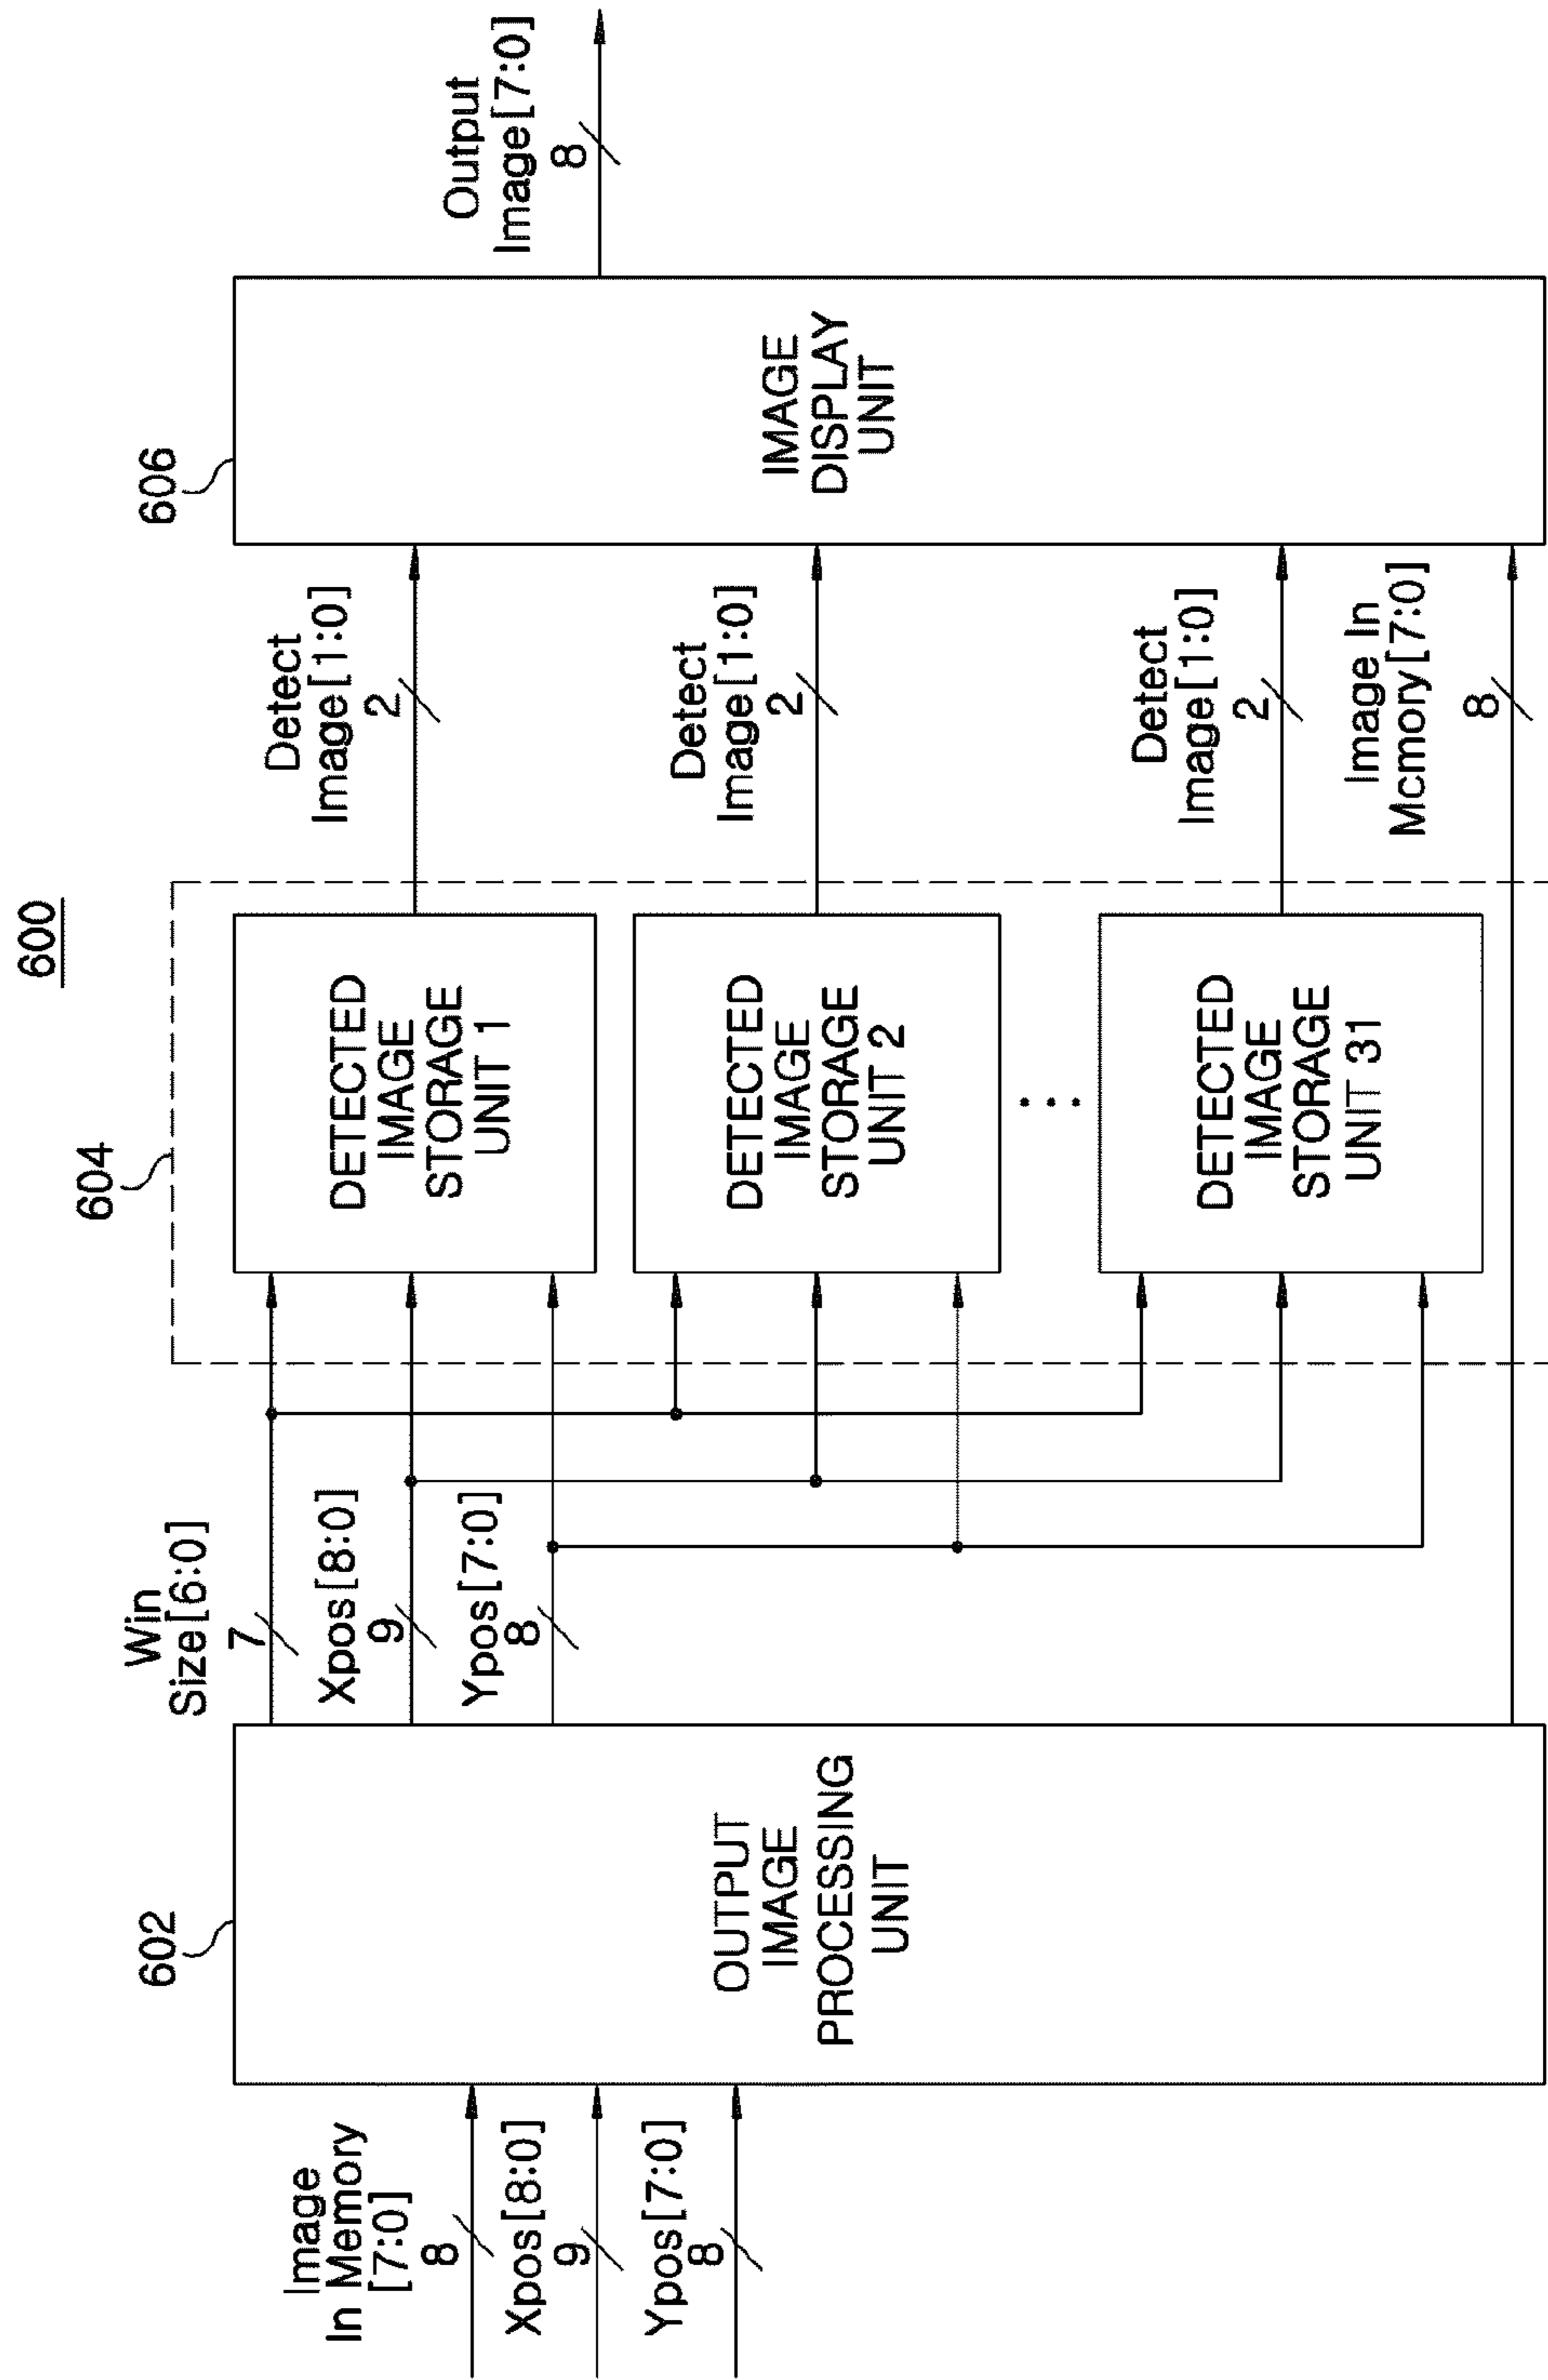 600
Image
In Memory
[7:0]
8
Xpos[8:0]
9
Ypos[7:0]
8
602
OUTPUT
IMAGE
PROCESSING
UNIT
Win
Size[6:0]
7
Xpos[8:0]
9
Ypos[7:0]
8
604
DETECTED
IMAGE
STORAGE
UNIT 1
DETECTED
IMAGE
STORAGE
UNIT 2
...
DETECTED
IMAGE
STORAGE
UNIT 31
Detect
Image[1:0]
2
Detect
Image[1:0]
2
Detect
Image[1:0]
2
Image In
Mcmory[7:0]
8
606
IMAGE
DISPLAY
UNIT
Output
Image[7:0]
8